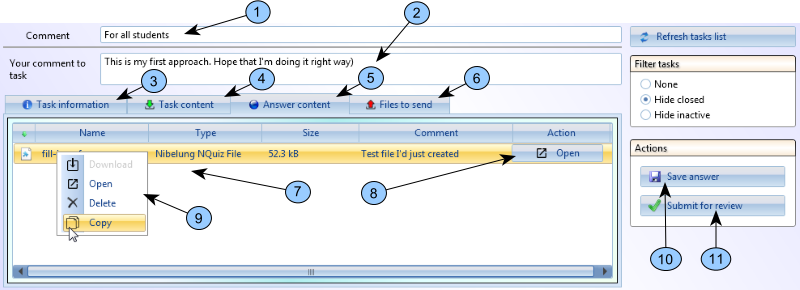 1
Comment
For all students
Refresh tasks list
2
Your comment to
task
This is my first approach. Hope that I'm doing it right way)
Filter tasks
None
Hide closed
Hide inactive
3
4
5
6
Task information
Task content
Answer content
Files to send
Name
Type
Size
Comment
Action
Nibelung NQuiz File
52.3 kB
Test file I'd just created
Open
Download
Open
Delete
Copy
7
8
9
Actions
Save answer
Submit for review
10
11